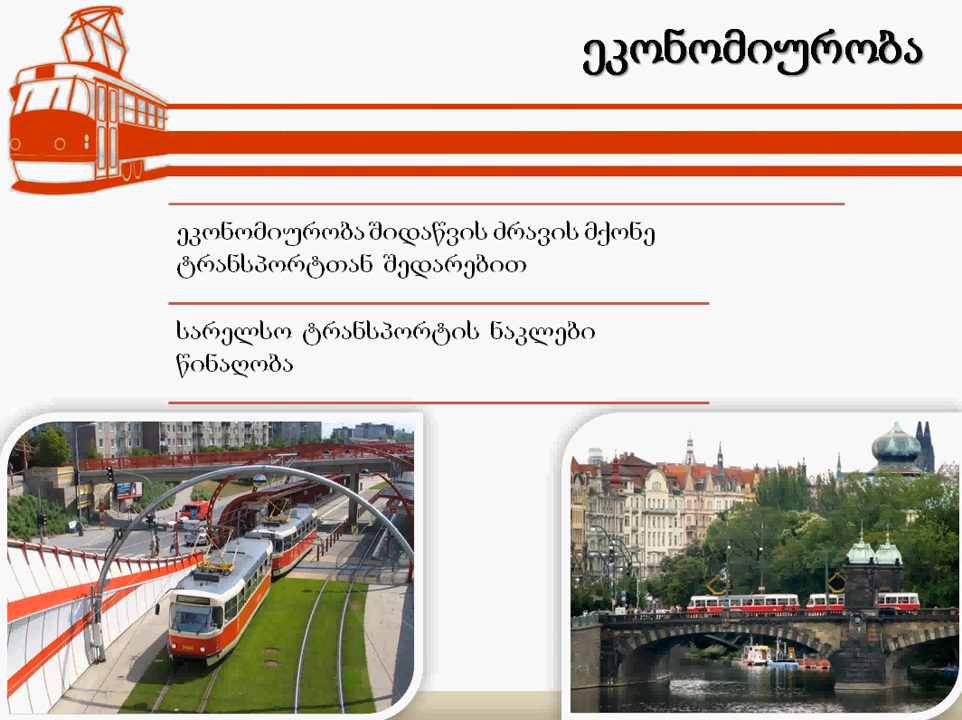 ეკონომიურობა
ეკონომიურობა შიდაწვის ძრავის მქონე
ტრანსპორტთან შედარებით
სარელსო ტრანსპორტის ნაკლები
წინაღობა